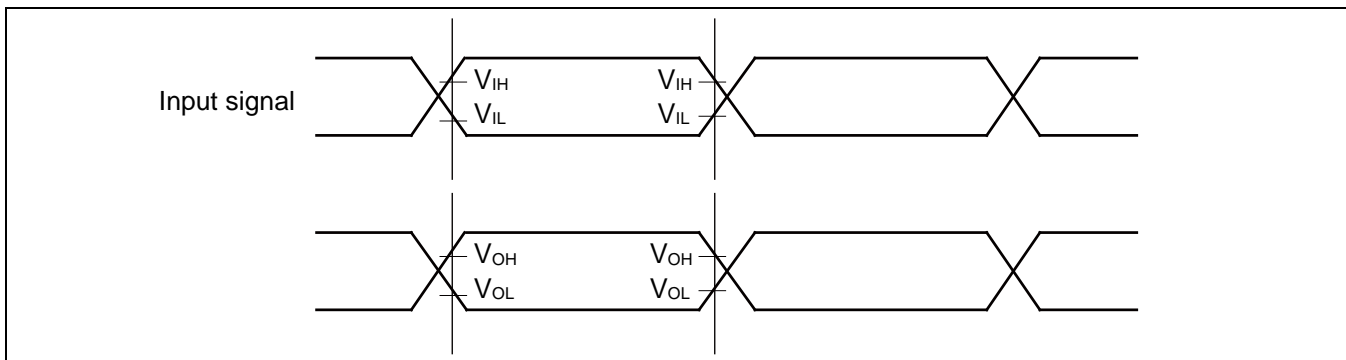 V_IH V_IH
Input signal
V_IL V_IL
V_OH V_OH
V_OL V_OL